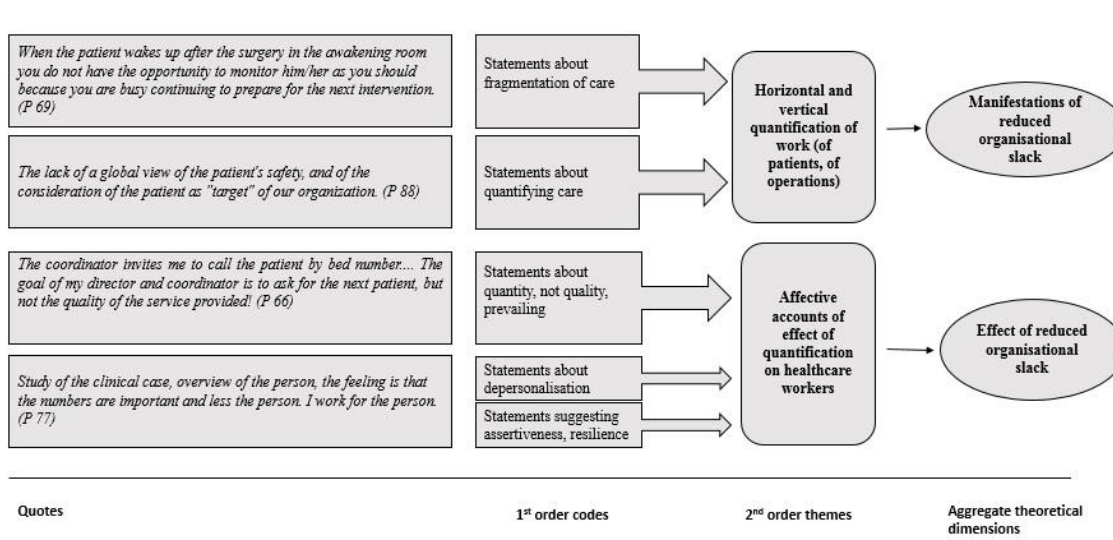 When the patient wakes up after the surgery in the awakening room
you do not have the opportunity to monitor him/her as you should
because you are busy continuing to prepare for the next intervention.
(P 69)
Statements about
fragmentation of care
The lack of a global view of the patient's safety, and of the
consideration of the patient as "target" of our organization. (P 88)
Statements about
quantifying care
Horizontal and
vertical
quantification of
work (of
patients, of
operations)
Manifestations of
reduced
organisational
slack
The coordinator invites me to call the patient by bed number.... The
goal of my director and coordinator is to ask for the next patient, but
not the quality of the service provided! (P 66)
Statements about
quantity, not quality,
prevailing
Study of the clinical case, overview of the person, the feeling is that
the numbers are important and less the person. I work for the person.
(P 77)
Statements about
depersonalisation
Statements suggesting
assertiveness, resilience
Affective
accounts of
effect of
quantification
on healthcare
workers
Effect of reduced
organisational
slack
Quotes
1st order codes
2nd order themes
Aggregate theoretical
dimensions